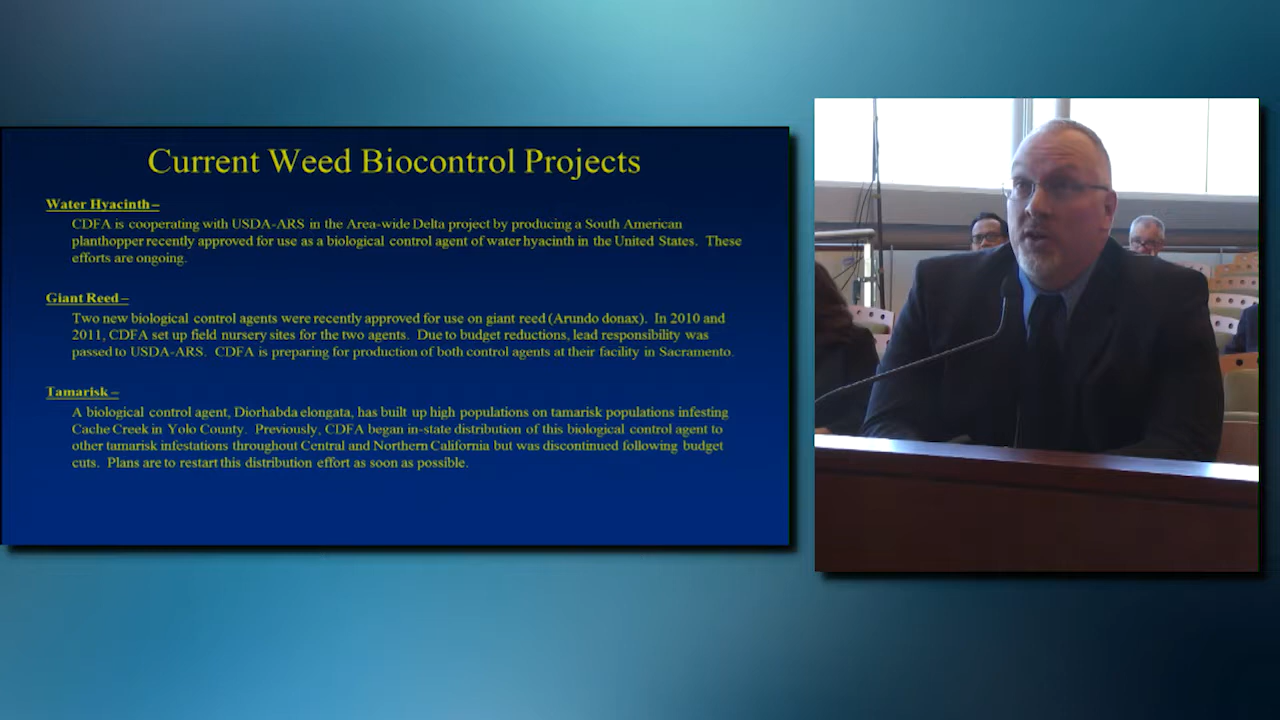 Current Weed Biocontrol Projects
Water Hyacinth –
CDFA is cooperating with USDA-ARS in the Area-wide Delta project by producing a South American
planthopper recently approved for use as a biological control agent of water hyacinth in the United States. These
efforts are ongoing.
Giant Reed –
Two new biological control agents were recently approved for use on giant reed (Arundo donax). In 2010 and
2011, CDFA set up field nursery sites for the two agents. Due to budget reductions, lead responsibility was
passed to USDA-ARS. CDFA is preparing for production of both control agents at their facility in Sacramento.
Tamarisk –
A biological control agent, Diorhabda elongata, has built up high populations on tamarisk populations infesting
Cache Creek in Yolo County. Previously, CDFA began in-state distribution of this biological control agent to
other tamarisk infestations throughout Central and Northern California but was discontinued following budget
cuts. Plans are to restart this distribution effort as soon as possible.